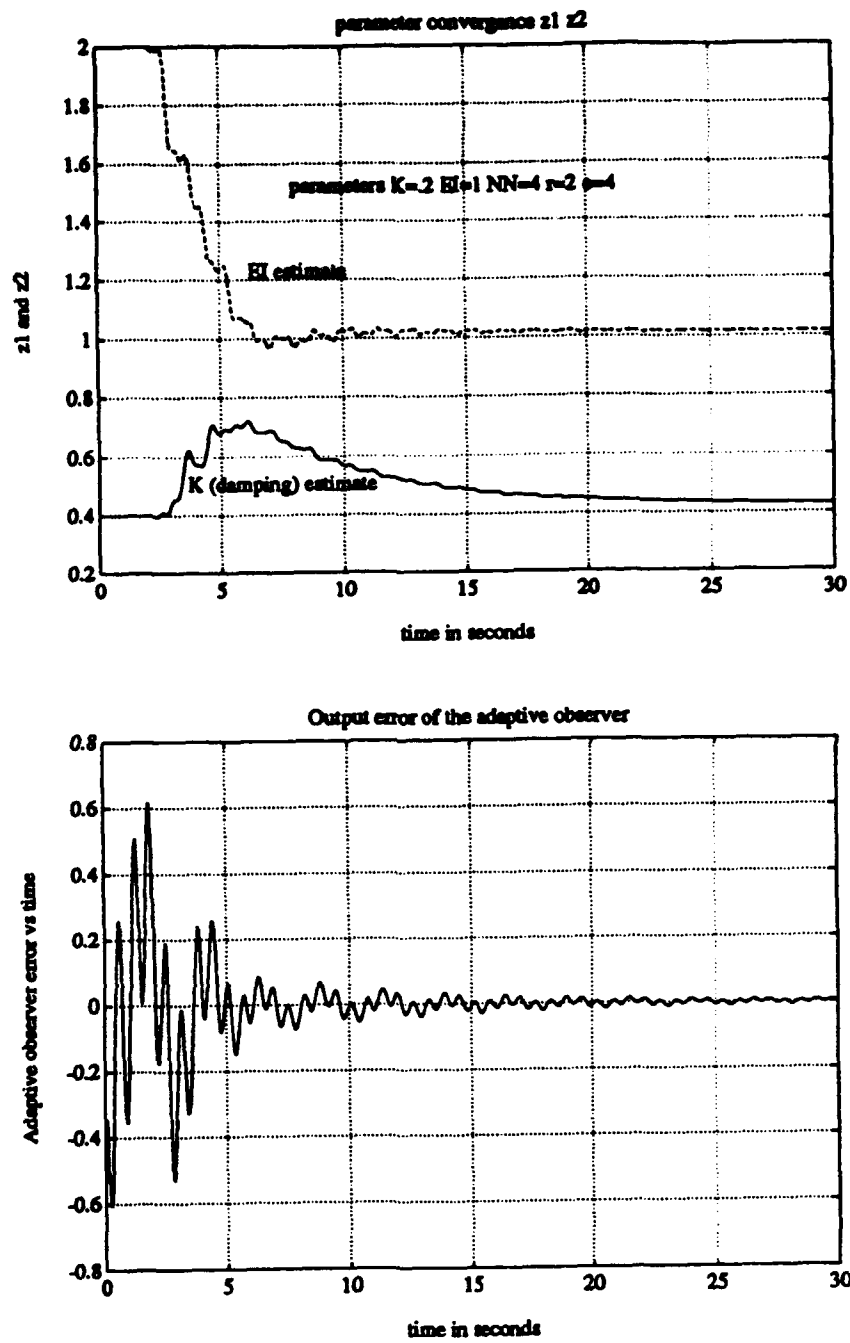 parameter convergance z1 z2
2
1.8
1.6
parameters K=.2 EI=1 NN=4 r=2 e=4
1.4
EI estimate
1.2
z1 and z2
1
0.8
0.6
K (damping) estimate
0.4
0.2
0 5 10 15 20 25 30
time in seconds
Output error of the adaptive observer
0.8
0.6
0.4
0.2
Adaptive observer error vs time
0
-0.2
-0.4
-0.6
-0.8
0 5 10 15 20 25 30
time in seconds